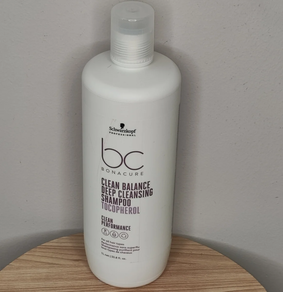 Schwarzkopf
PROFESSIONAL
bc
BONACURE
CLEAN BALANCE
DEEP CLEANSING
SHAMPOO
TOCOPHEROL
CLEAN
PERFORMANCE